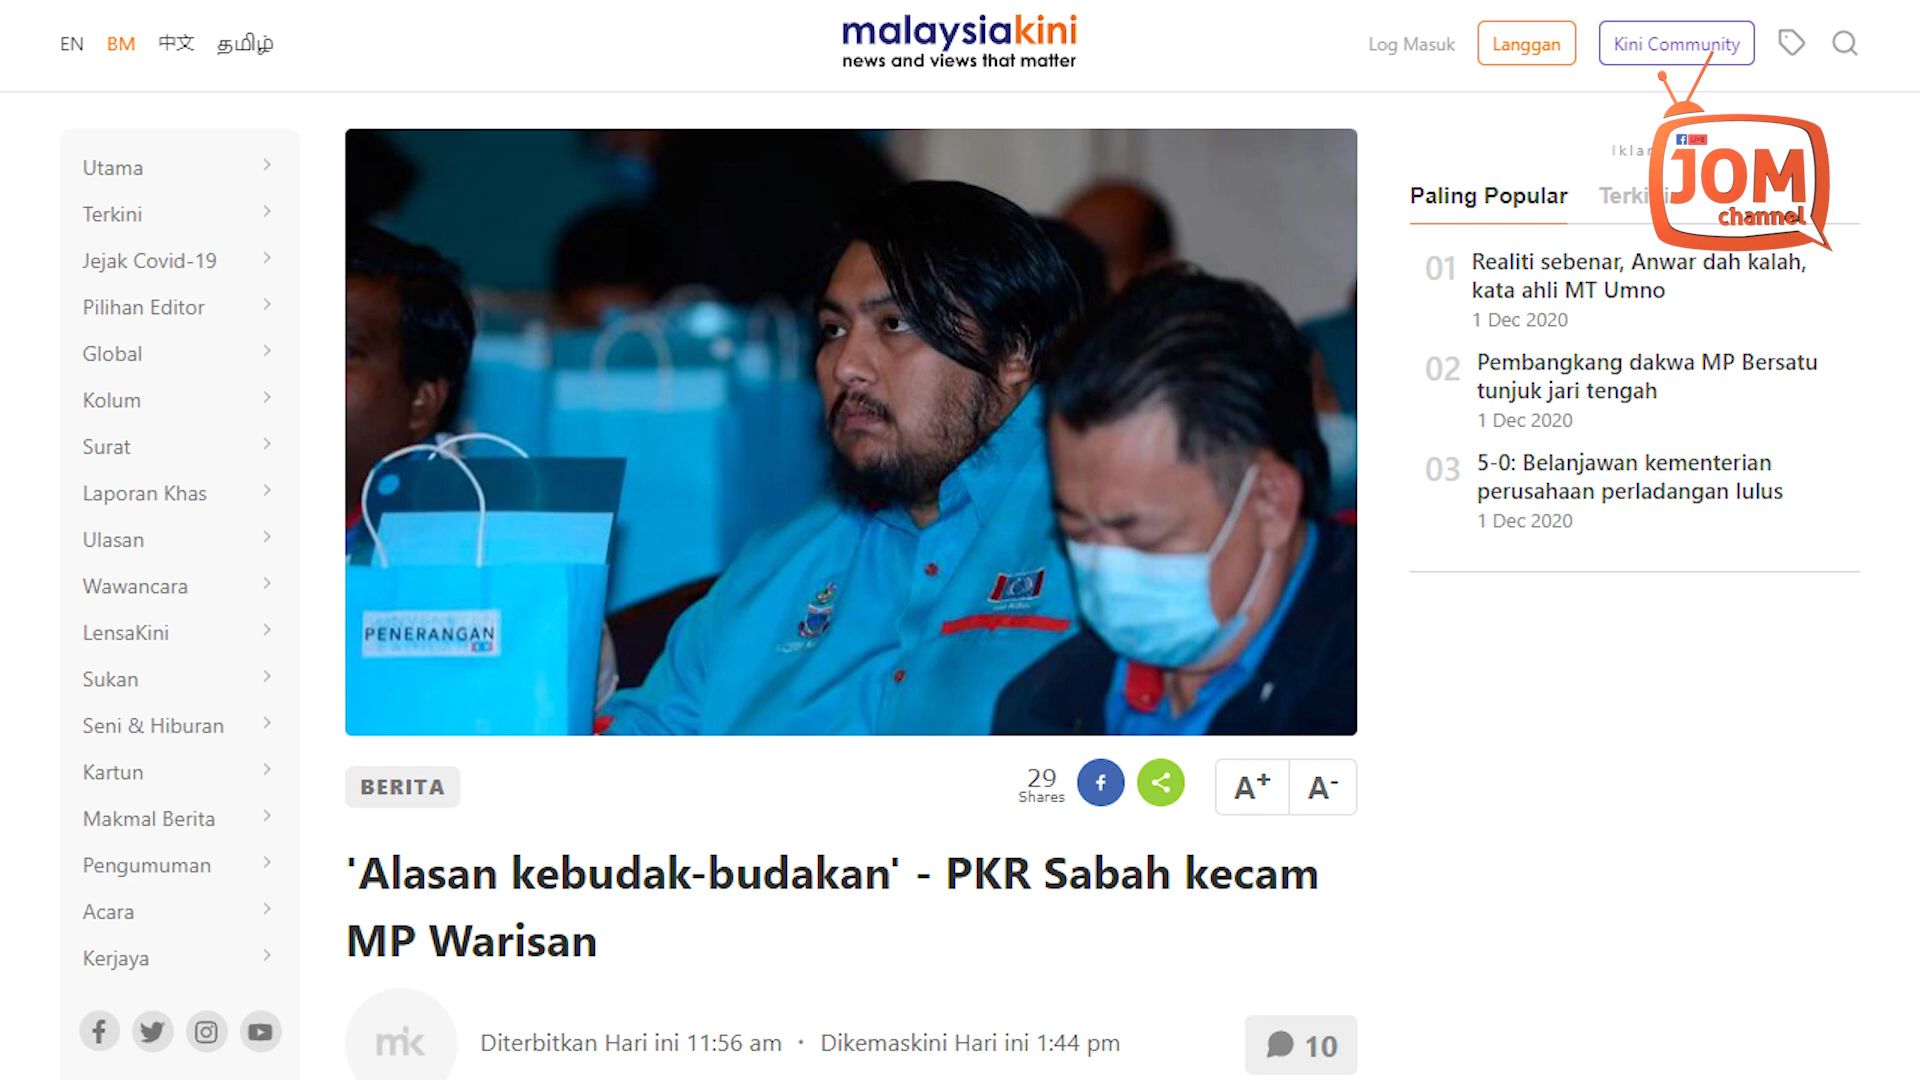 EN BM 中文 தமிழ்
malaysiakini
news and views that matter
Log Masuk Langgan Kini Community
Utama
Terkini
Jejak Covid-19
Pilihan Editor
Global
Kolum
Surat
Laporan Khas
Ulasan
Wawancara
LensaKini
Sukan
Seni & Hiburan
Kartun
Makmal Berita
Pengumuman
Acara
Kerjaya
PENERANGAN
BERITA
29
Shares
A+ A-
'Alasan kebudak-budakan' - PKR Sabah kecam
MP Warisan
mk
Diterbitkan Hari ini 11:56 am · Dikemaskini Hari ini 1:44 pm
10
LIVE
JOM
channel
Paling Popular
01 Realiti sebenar, Anwar dah kalah,
kata ahli MT Umno
1 Dec 2020
02 Pembangkang dakwa MP Bersatu
tunjuk jari tengah
1 Dec 2020
03 5-0: Belanjawan kementerian
perusahaan perladangan lulus
1 Dec 2020